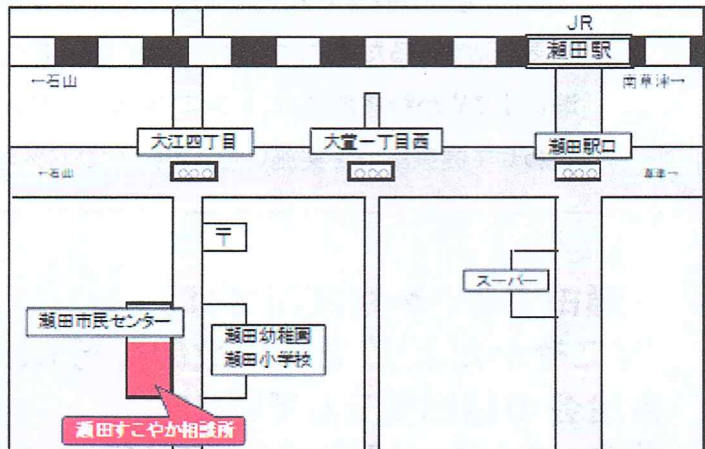 JR
瀬田駅
←石山
南草津→
大江四丁目
大萱一丁目西
瀬田駅口
←石山
草津→
〒
スーパー
瀬田市民センター
瀬田幼稚園
瀬田小学校
瀬田すこやか相談所